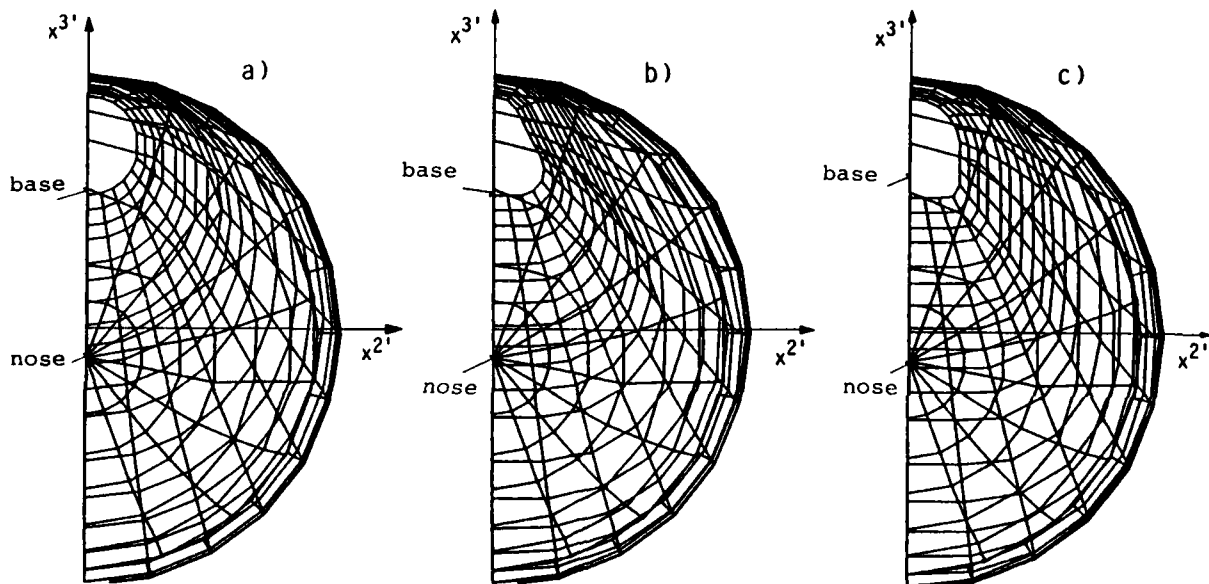 x3'
a)
base
nose
x2'
x3'
b)
base
nose
x2'
x3'
c)
base
nose
x2'